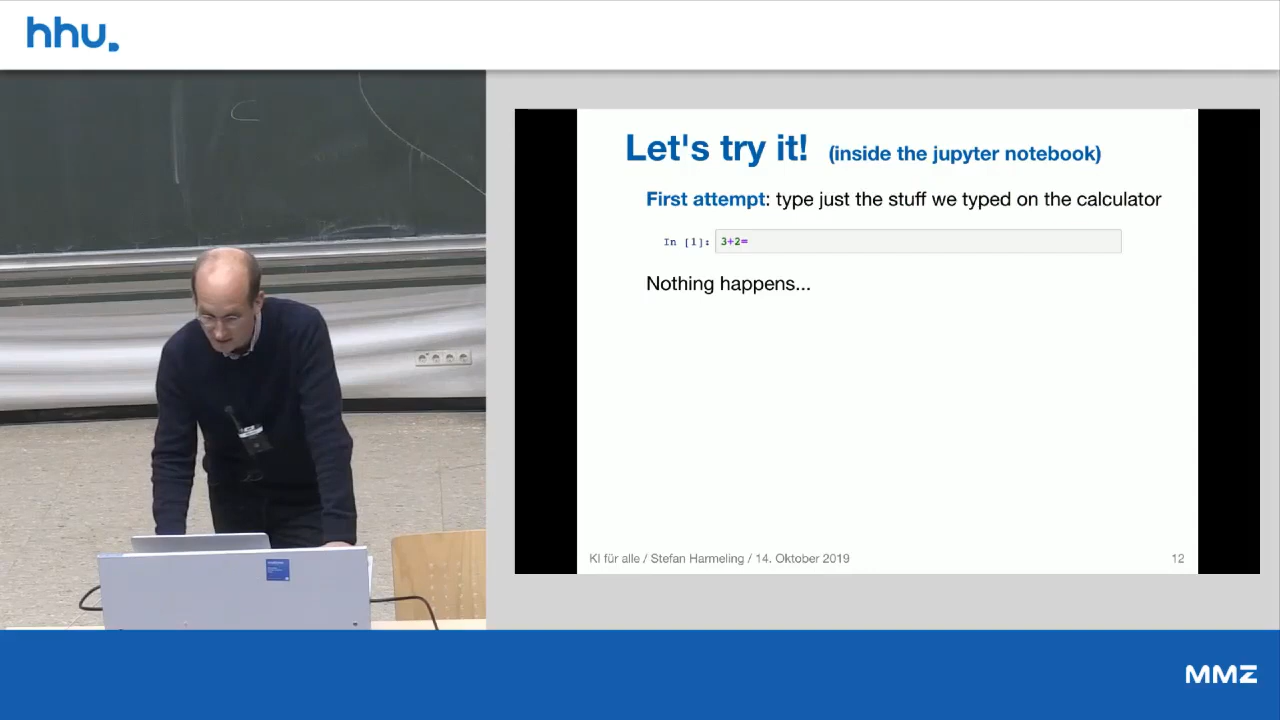 hhu.
Let's try it! (inside the jupyter notebook)
First attempt: type just the stuff we typed on the calculator
In [1]: 3+2=
Nothing happens...
KI für alle / Stefan Harmeling / 14. Oktober 2019 12
MMZ